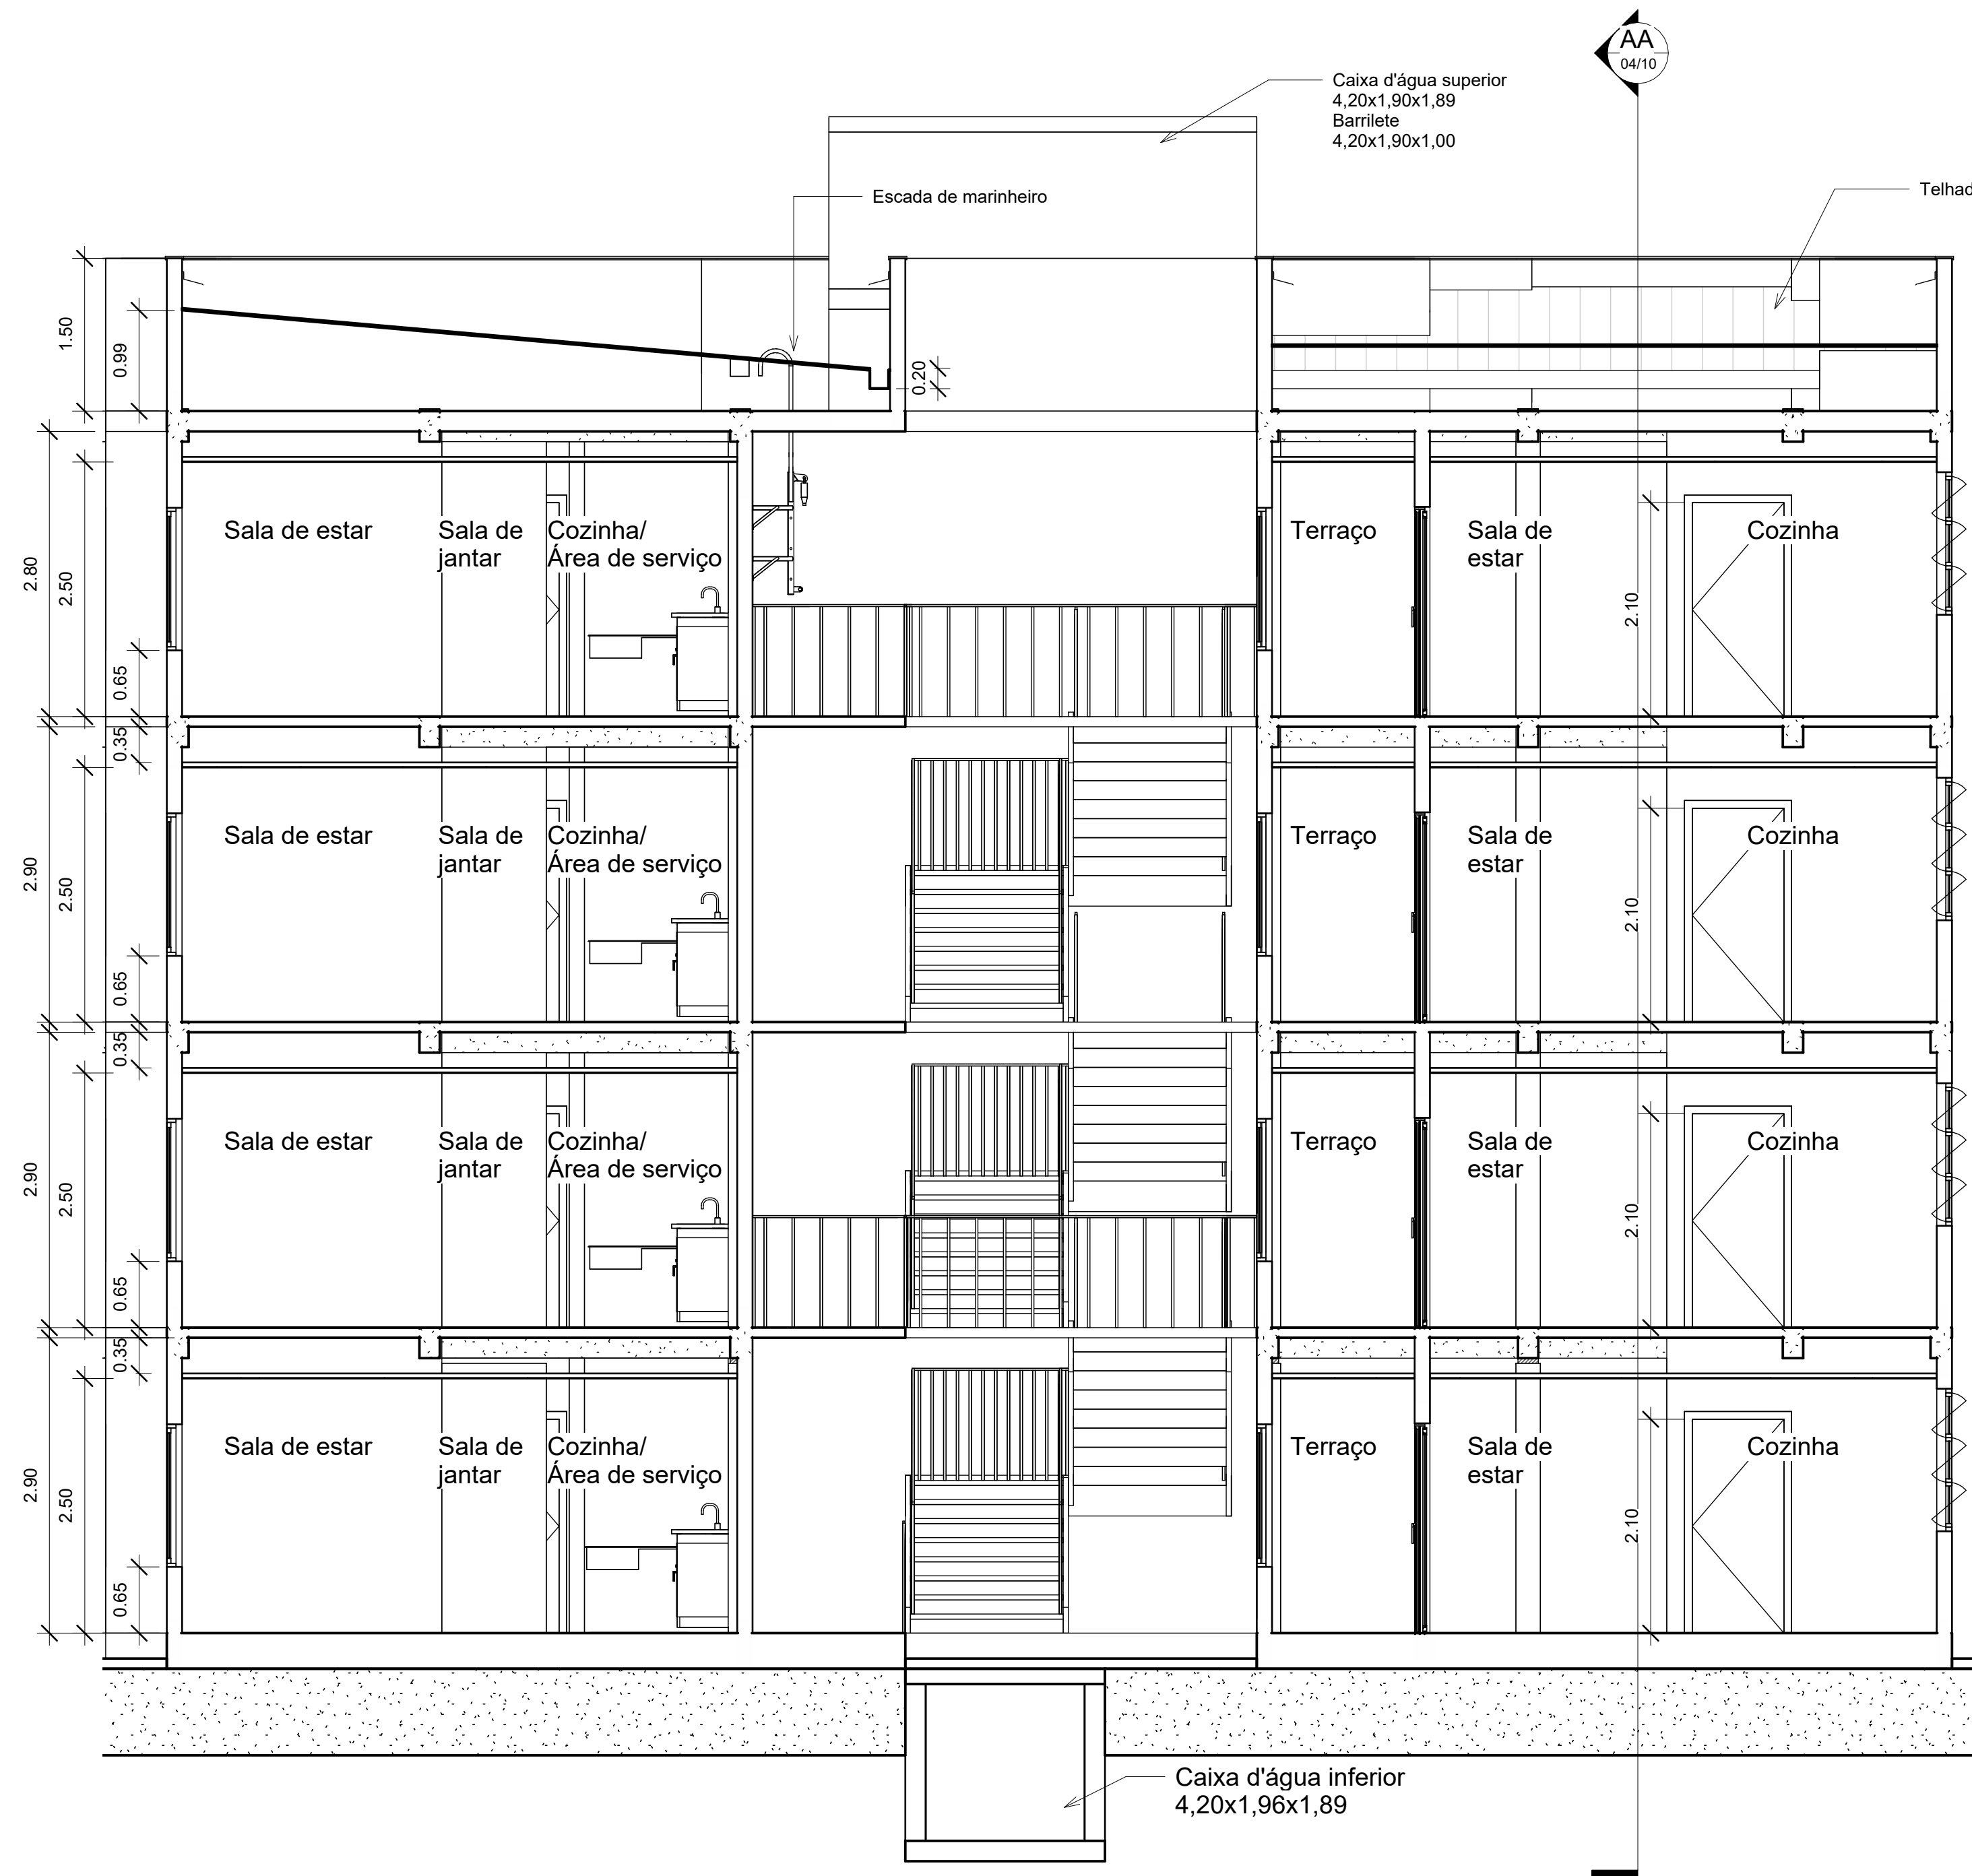 AA
04/10
Caixa d'água superior
4,20x1,90x1,89
Barrilete
4,20x1,90x1,00
Escada de marinheiro
Telhad
1.50
0.99
0.20
2.80
2.50
0.65
Sala de estar
Sala de
jantar
Cozinha/
Área de serviço
Terraço
Sala de
estar
2.10
Cozinha
0.35
2.90
2.50
0.65
Sala de estar
Sala de
jantar
Cozinha/
Área de serviço
Terraço
Sala de
estar
2.10
Cozinha
0.35
2.90
2.50
0.65
Sala de estar
Sala de
jantar
Cozinha/
Área de serviço
Terraço
Sala de
estar
2.10
Cozinha
0.35
2.90
2.50
0.65
Sala de estar
Sala de
jantar
Cozinha/
Área de serviço
Terraço
Sala de
estar
2.10
Cozinha
Caixa d'água inferior
4,20x1,96x1,89